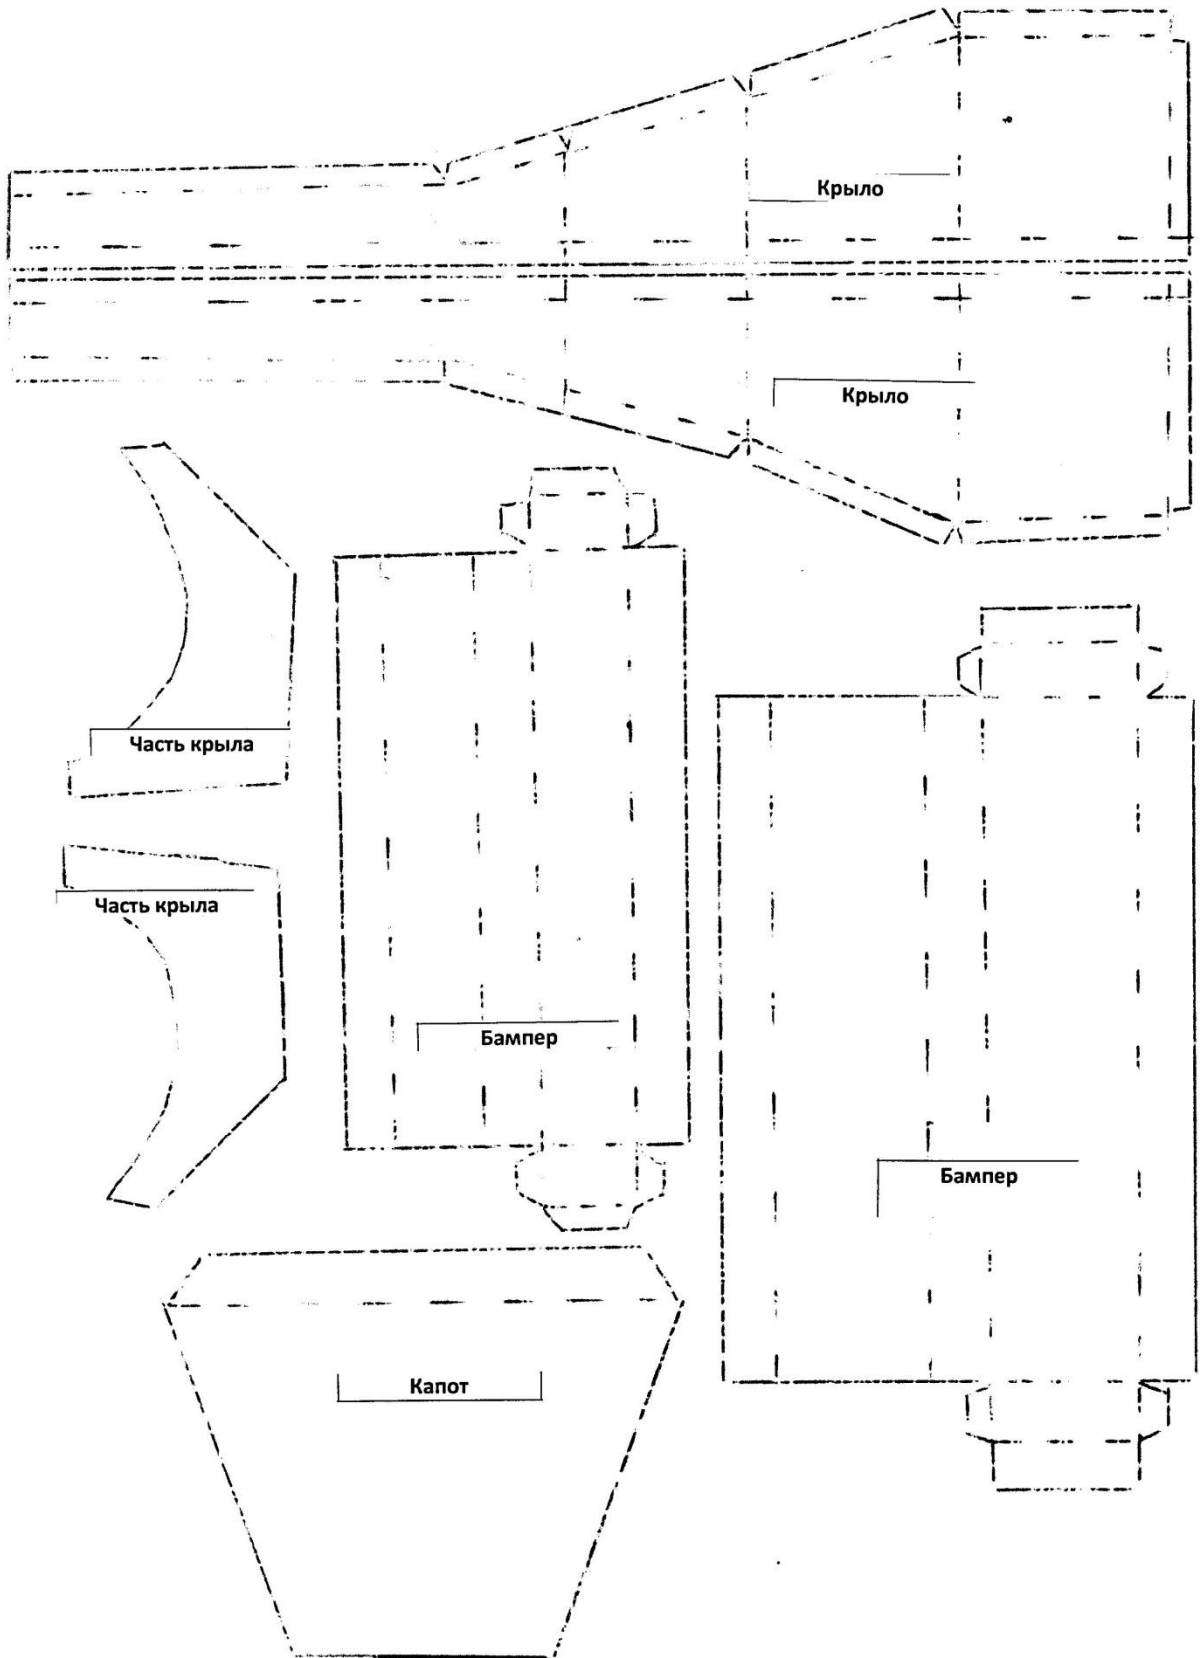 Крыло
Крыло
Часть крыла
Часть крыла
Бампер
Бампер
Капот